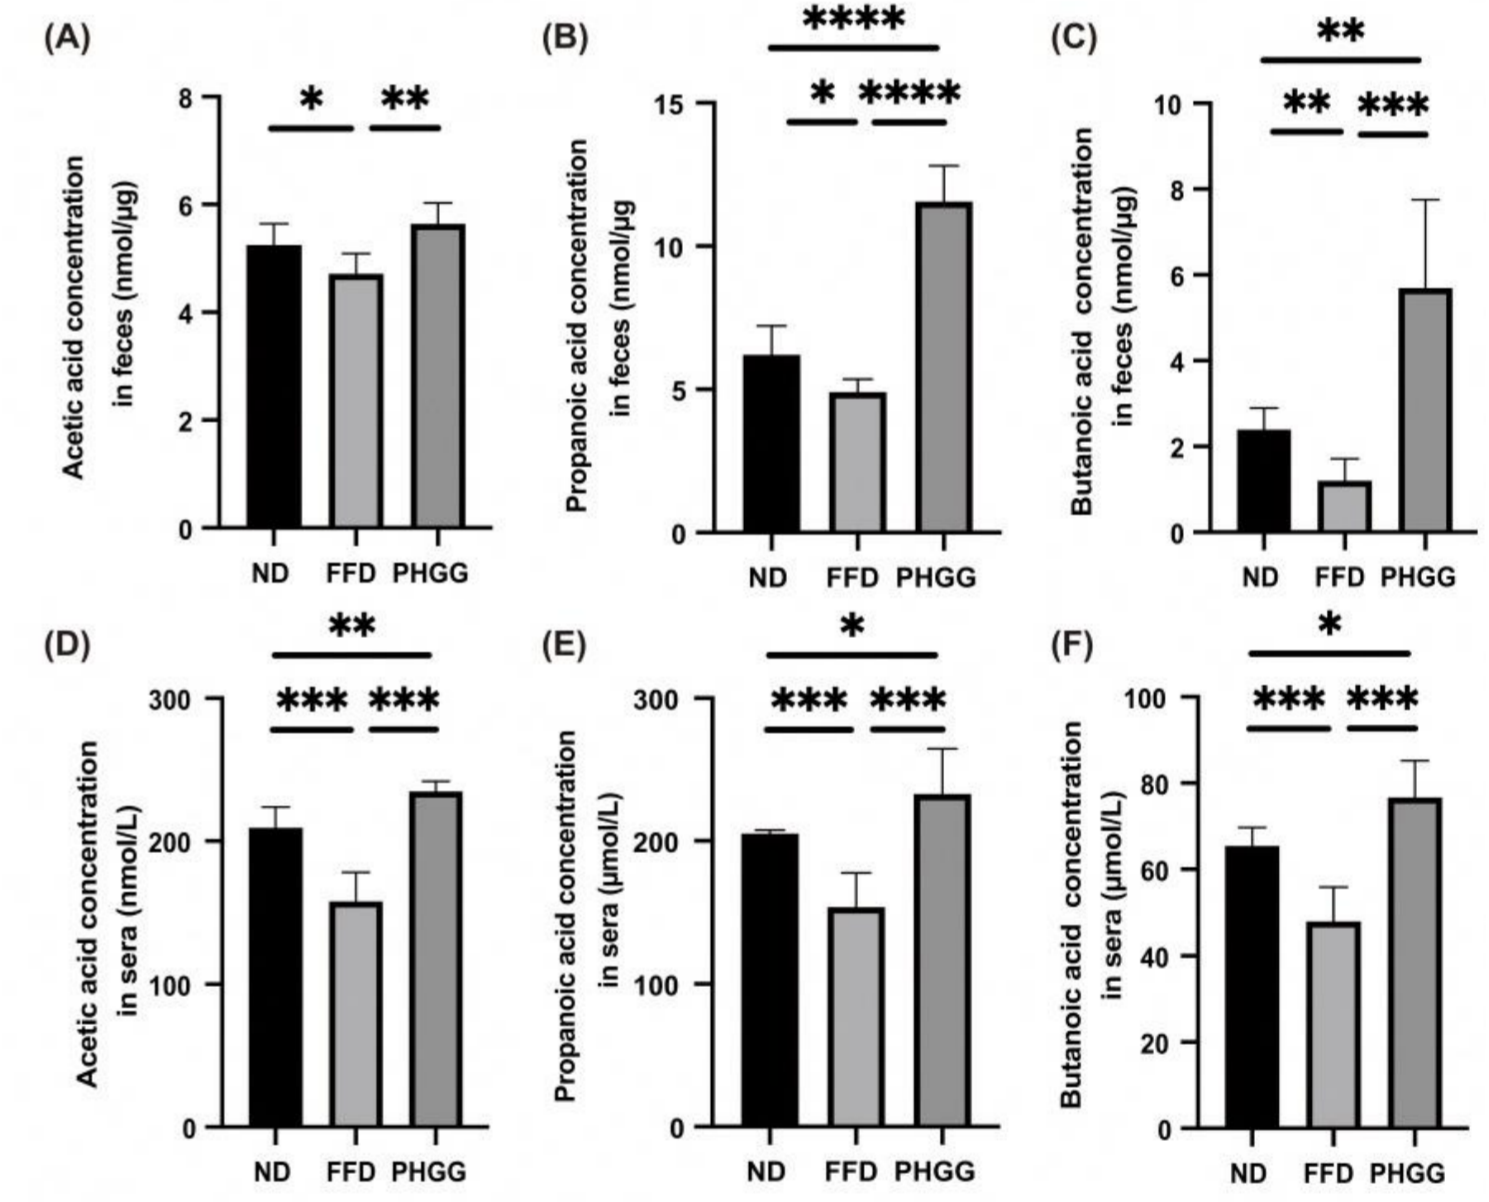 (A)
Acetic acid concentration
in feces (nmol/µg)
8
6
4
2
0
* **
ND FFD PHGG
(B)
Propanoic acid concentration
in feces (nmol/µg
15
10
5
0
****
* ****
ND FFD PHGG
(C)
Butanoic acid concentration
in feces (nmol/µg)
10
8
6
4
2
0
**
** ***
ND FFD PHGG
(D)
Acetic acid concentration
in sera (nmol/L)
300
200
100
0
**
*** ***
ND FFD PHGG
(E)
Propanoic acid concentration
in sera (µmol/L)
300
200
100
0
*
*** ***
ND FFD PHGG
(F)
Butanoic acid concentration
in sera (µmol/L)
100
80
60
40
20
0
*
*** ***
ND FFD PHGG